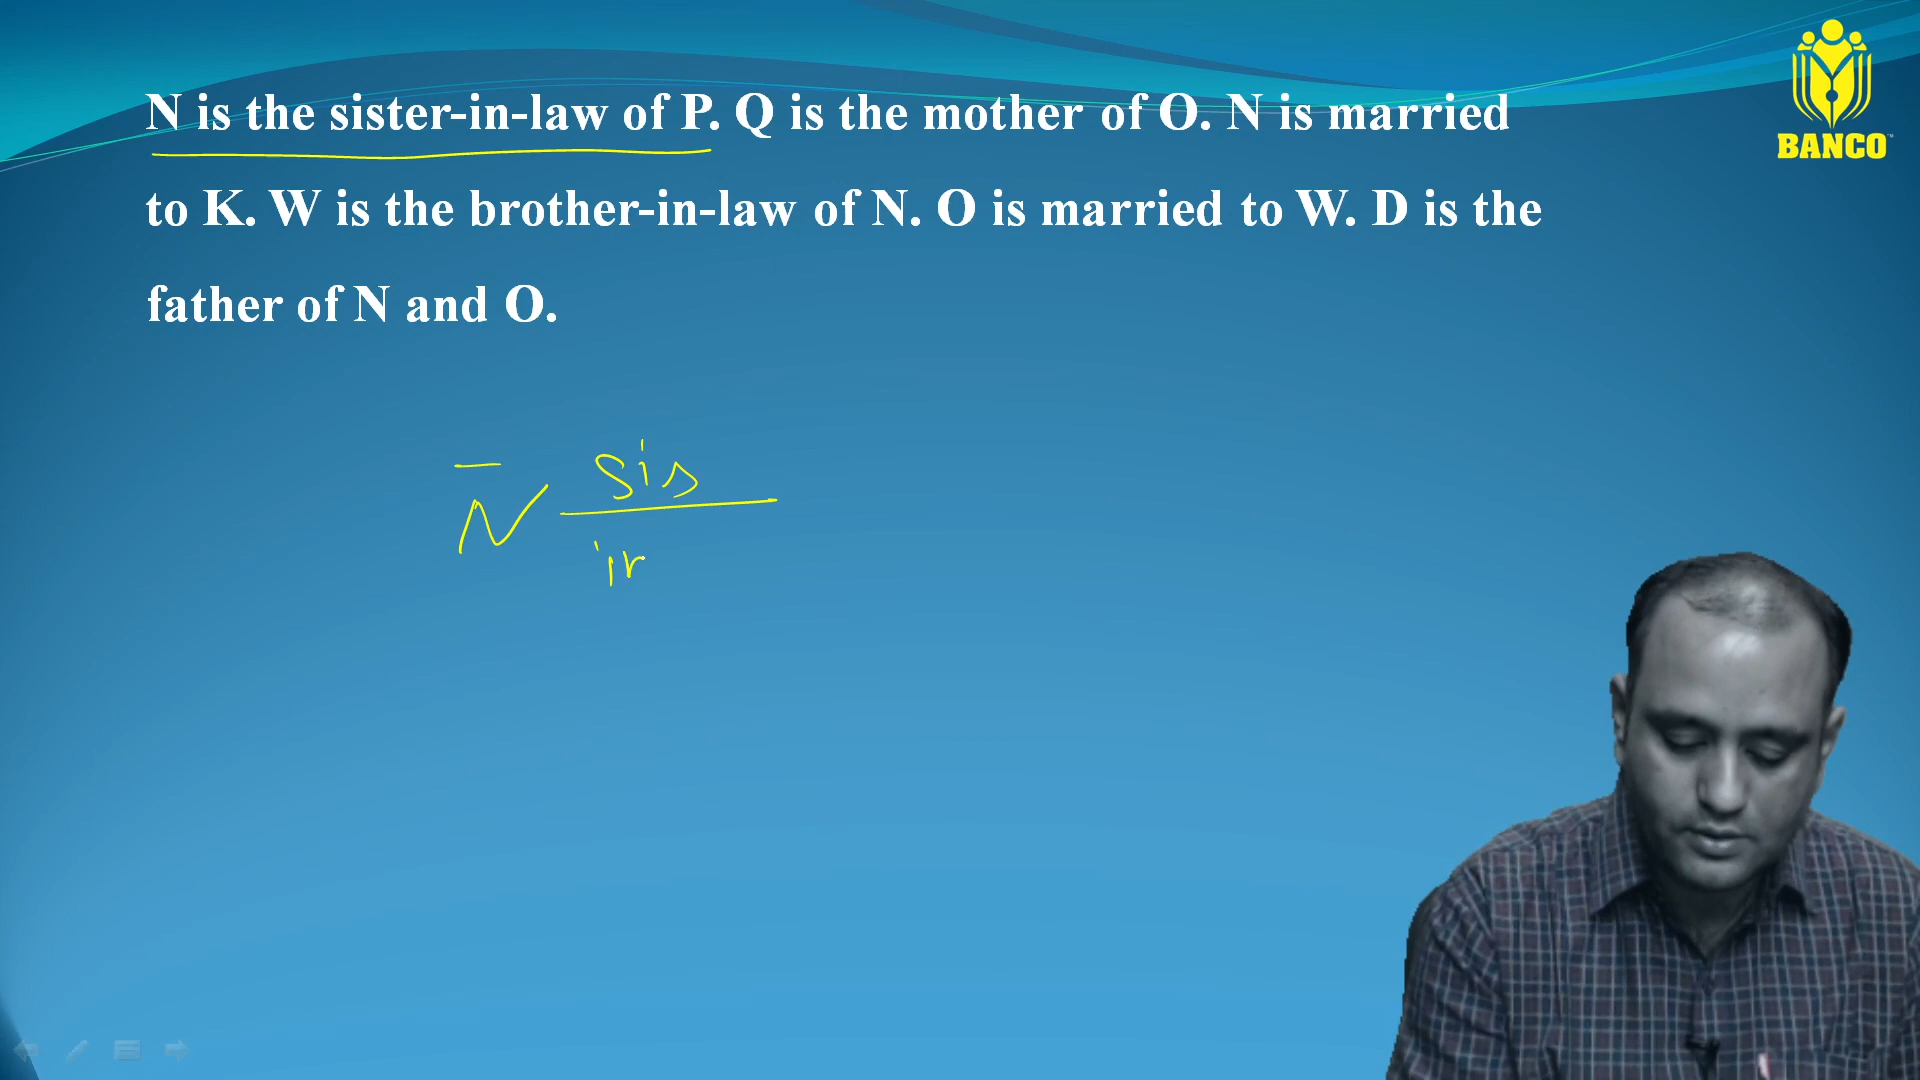 N is the sister-in-law of P. Q is the mother of O. N is married
to K. W is the brother-in-law of N. O is married to W. D is the
father of N and O.
BANCO
N sis
in